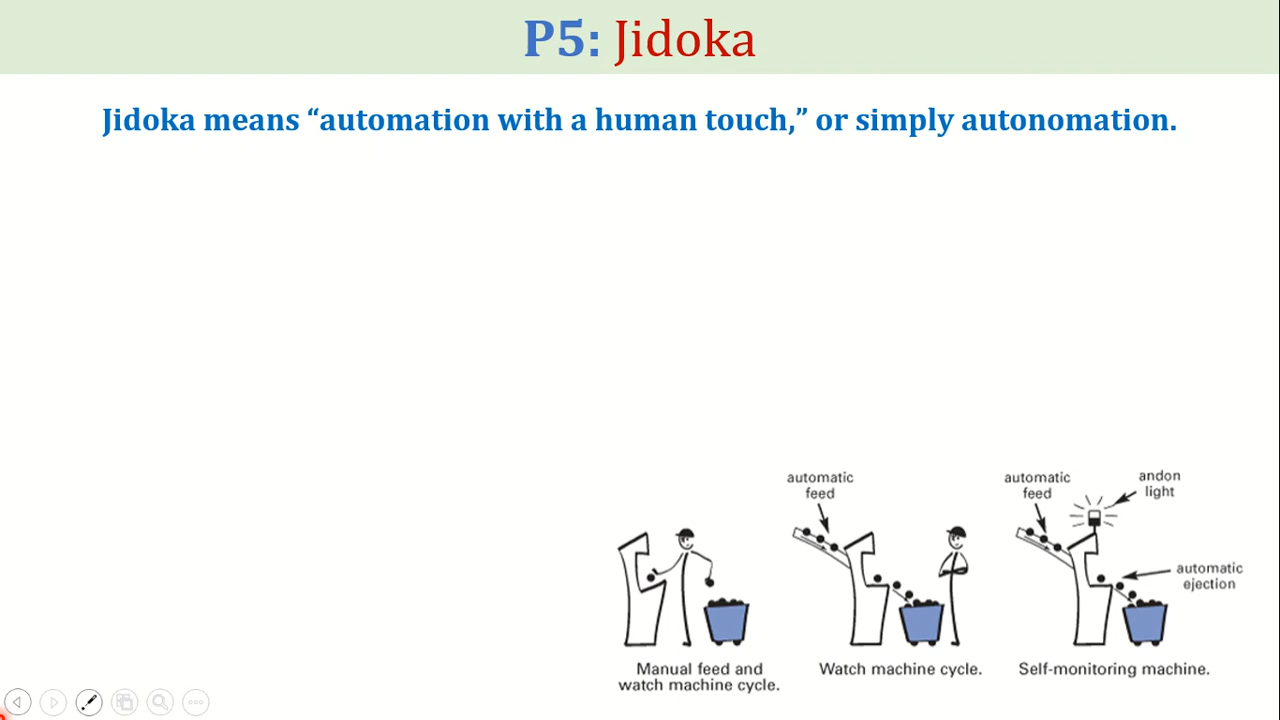 P5: Jidoka
Jidoka means “automation with a human touch,” or simply autonomation.
automatic
feed
automatic
feed
andon
light
automatic
ejection
Manual feed and
watch machine cycle.
Watch machine cycle.
Self-monitoring machine.